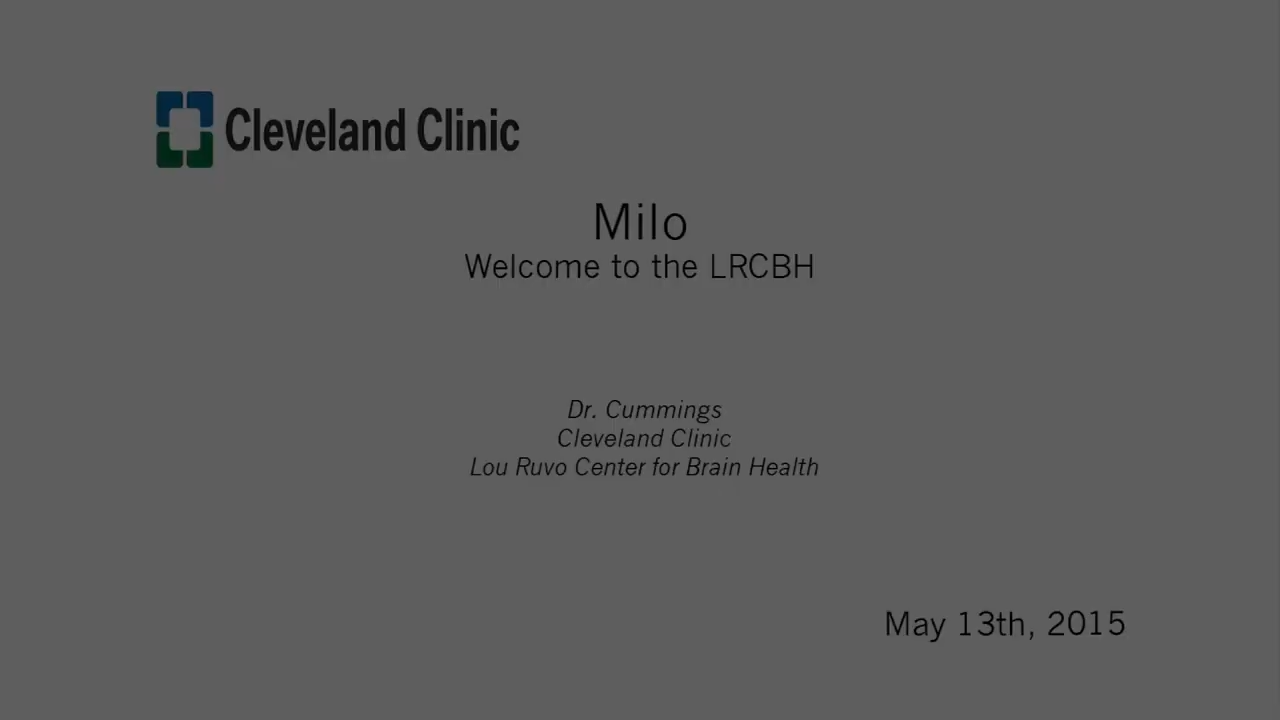 Cleveland Clinic
Milo
Welcome to the LRCBH
Dr. Cummings
Cleveland Clinic
Lou Ruvo Center for Brain Health
May 13th, 2015